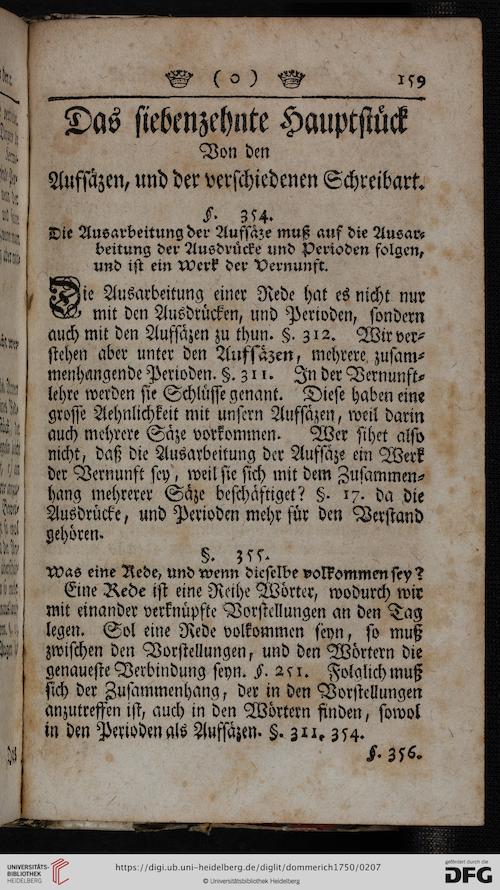 ( o ) 159
Das siebenzehnte Hauptstück
Von den
Aufsäzen, und der verschiedenen Schreibart.
§. 354.
Die Ausarbeitung der Aufsäze muß auf die Ausar-
beitung der Ausdrücke und Perioden folgen,
und ist ein Werk der Vernunft.
Die Ausarbeitung einer Rede hat es nicht nur
mit den Ausdrücken, und Perioden, sondern
auch mit den Aufsäzen zu thun. §. 312. Wir ver-
stehen aber unter den Aufsäzen, mehrere zusam-
menhangende Perioden. §. 311. In der Vernunft-
lehre werden sie Schlüsse genant. Diese haben eine
grosse Aehnlichkeit mit unsern Aufsäzen, weil darin
auch mehrere Säze vorkommen. Wer sihet also
nicht, daß die Ausarbeitung der Aufsäze ein Werk
der Vernunft sey, weil sie sich mit dem Zusammen-
hang mehrerer Säze beschäftiget? §. 17. da die
Ausdrücke, und Perioden mehr für den Verstand
gehören.
§. 355.
Was eine Rede, und wenn dieselbe volkommen sey?
Eine Rede ist eine Reihe Wörter, wodurch wir
mit einander verknüpfte Vorstellungen an den Tag
legen. Sol eine Rede volkommen seyn, so muß
zwischen den Vorstellungen, und den Wörtern die
genaueste Verbindung seyn. §. 251. Folglich muß
sich der Zusammenhang, der in den Vorstellungen
anzutreffen ist, auch in den Wörtern finden, sowol
in den Perioden als Aufsäzen. §. 311. 354.
§. 356.
UNIVERSITÄTS-
BIBLIOTHEK
HEIDELBERG
https://digi.ub.uni-heidelberg.de/diglit/dommerich1750/0207
© Universitätsbibliothek Heidelberg
gefördert durch die
DFG